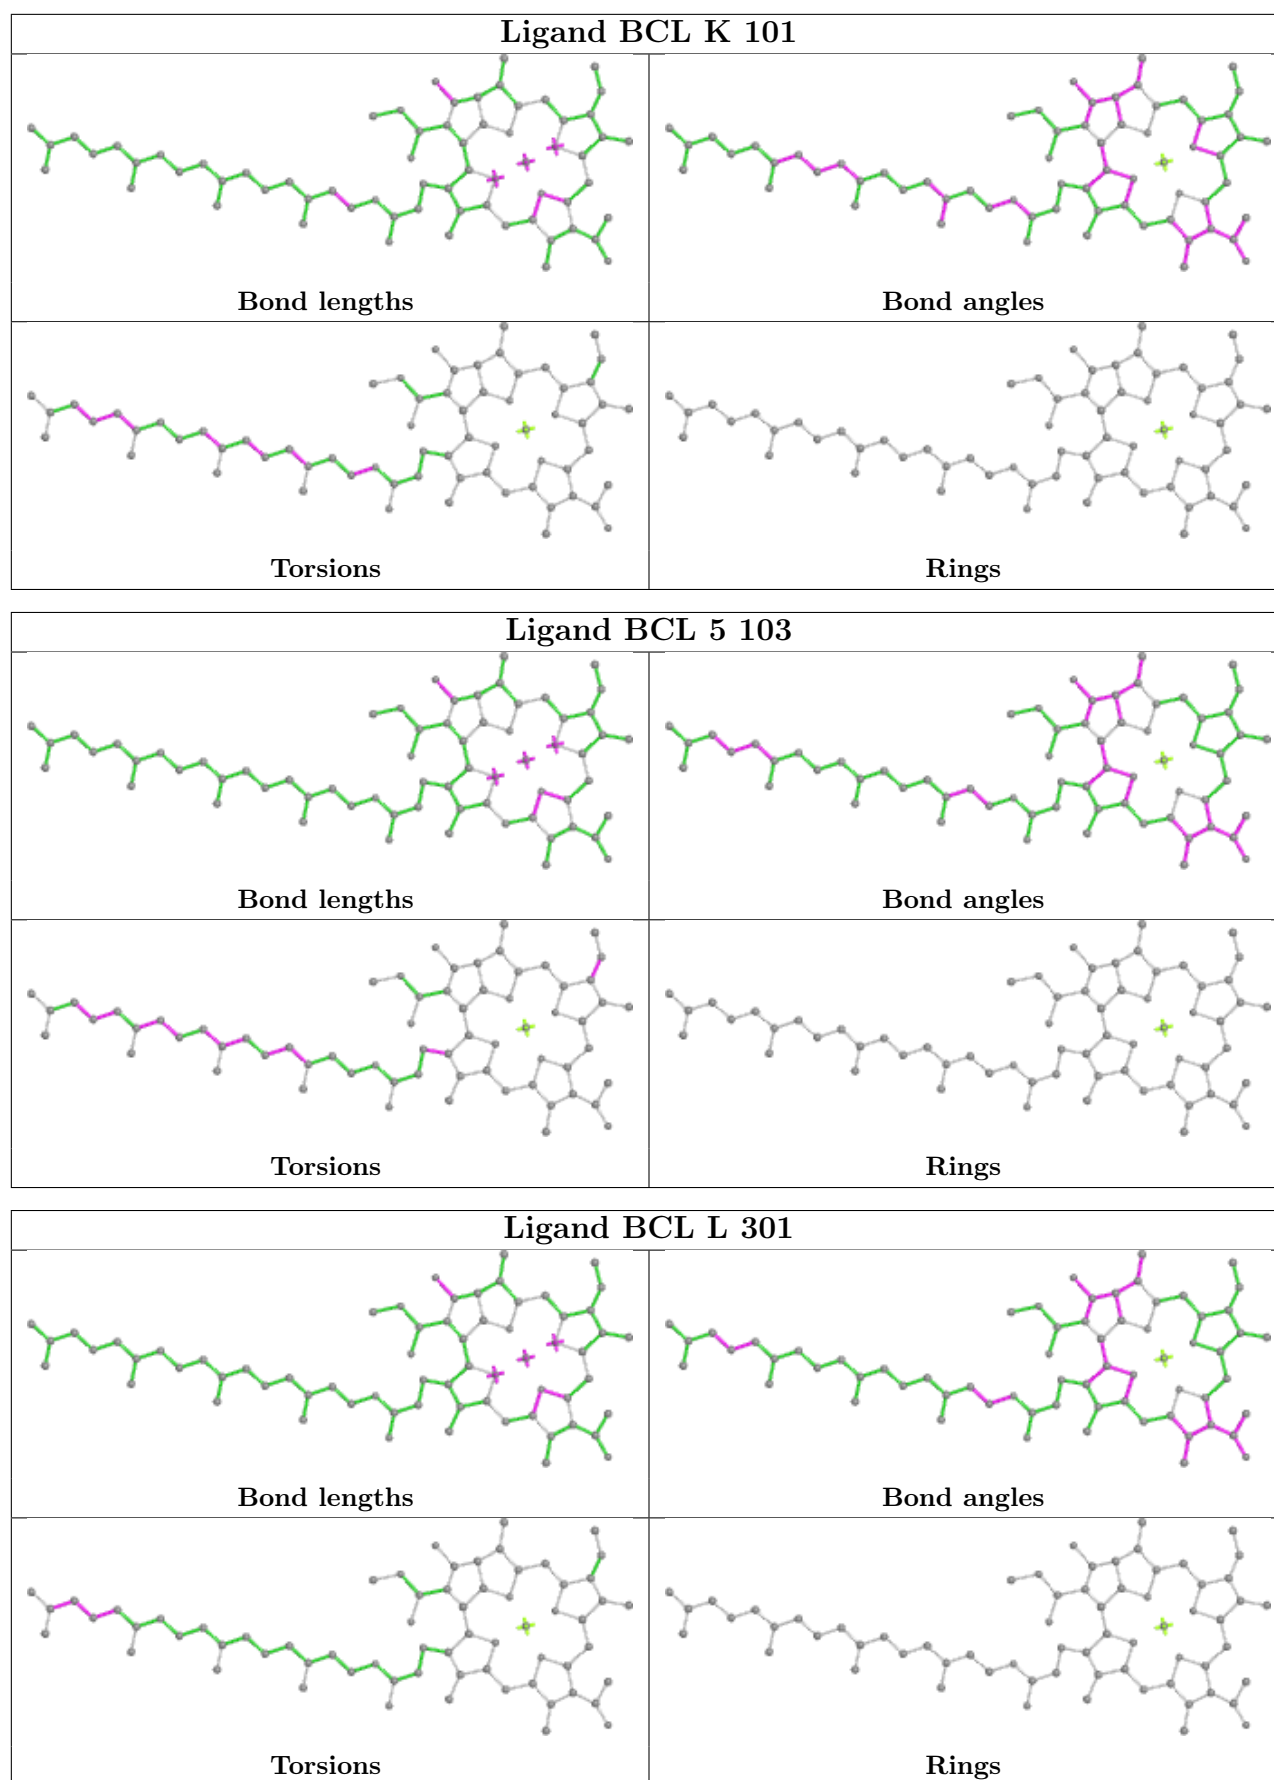 Ligand BCL K 101
Bond lengths
Bond angles
Torsions
Rings
Ligand BCL 5 103
Bond lengths
Bond angles
Torsions
Rings
Ligand BCL L 301
Bond lengths
Bond angles
Torsions
Rings